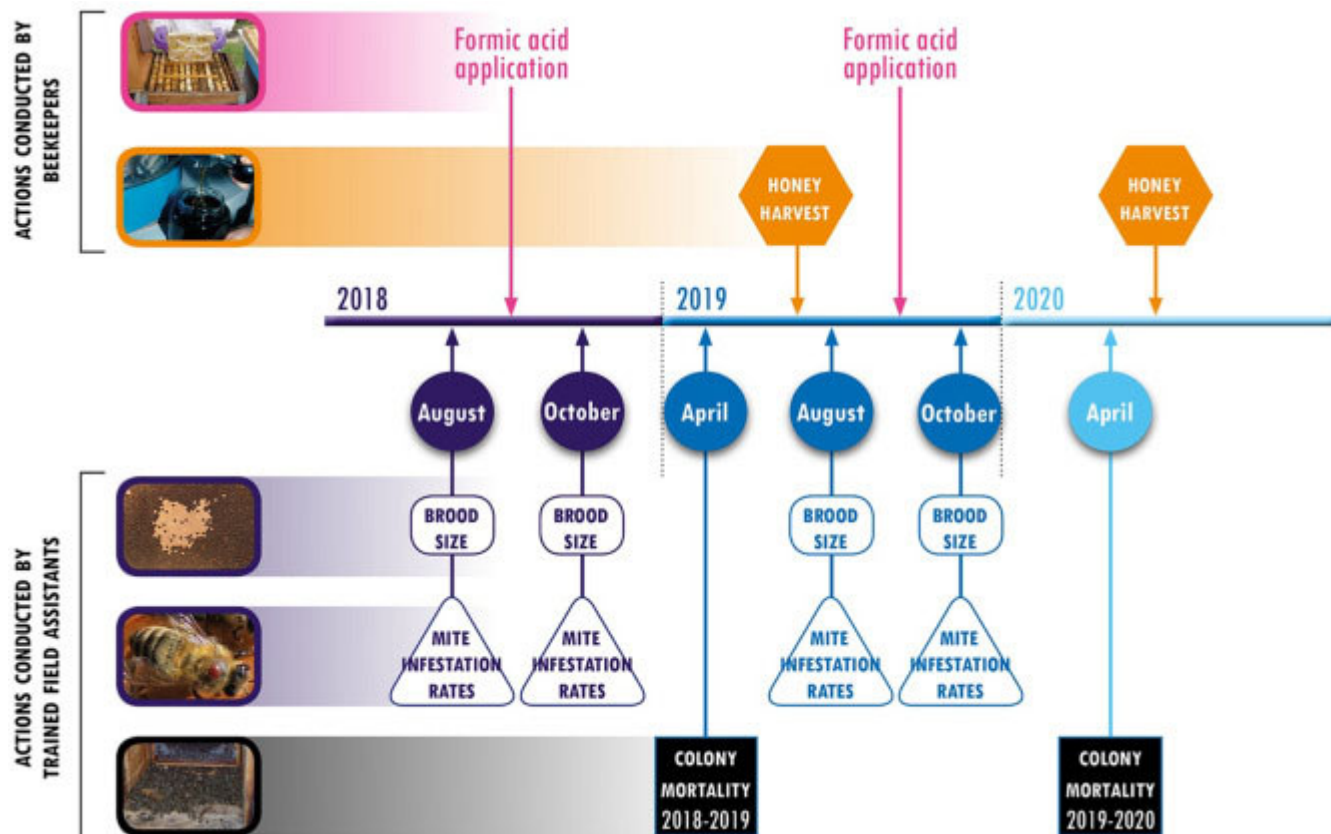 ACTIONS CONDUCTED BY
BEEKEEPERS
Formic acid
application
Formic acid
application
HONEY
HARVEST
HONEY
HARVEST
2018
2019
2020
August
October
April
August
October
April
ACTIONS CONDUCTED BY
TRAINED FIELD ASSISTANTS
BROOD
SIZE
BROOD
SIZE
BROOD
SIZE
BROOD
SIZE
MITE
INFESTATION
RATES
MITE
INFESTATION
RATES
MITE
INFESTATION
RATES
MITE
INFESTATION
RATES
COLONY
MORTALITY
2018-2019
COLONY
MORTALITY
2019-2020